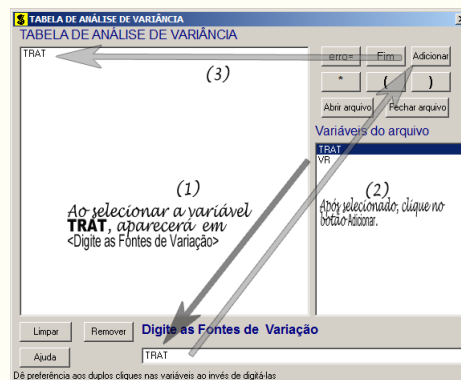 TABELA DE ANÁLISE DE VARIÂNCIA
TABELA DE ANÁLISE DE VARIÂNCIA
TRAT
(3)
erro= Fim Adicionar
* ( )
Abrir arquivo Fechar arquivo
Variáveis do arquivo
TRAT
VR
(1)
Ao selecionar a variável
TRAT, aparecerá em
<Digite as Fontes de Variação>
(2)
Após selecionado, clique no
botão Adicionar.
Limpar Remover Digite as Fontes de Variação
Ajuda TRAT
Dê preferência aos duplos cliques nas variáveis ao invés de digitá-las